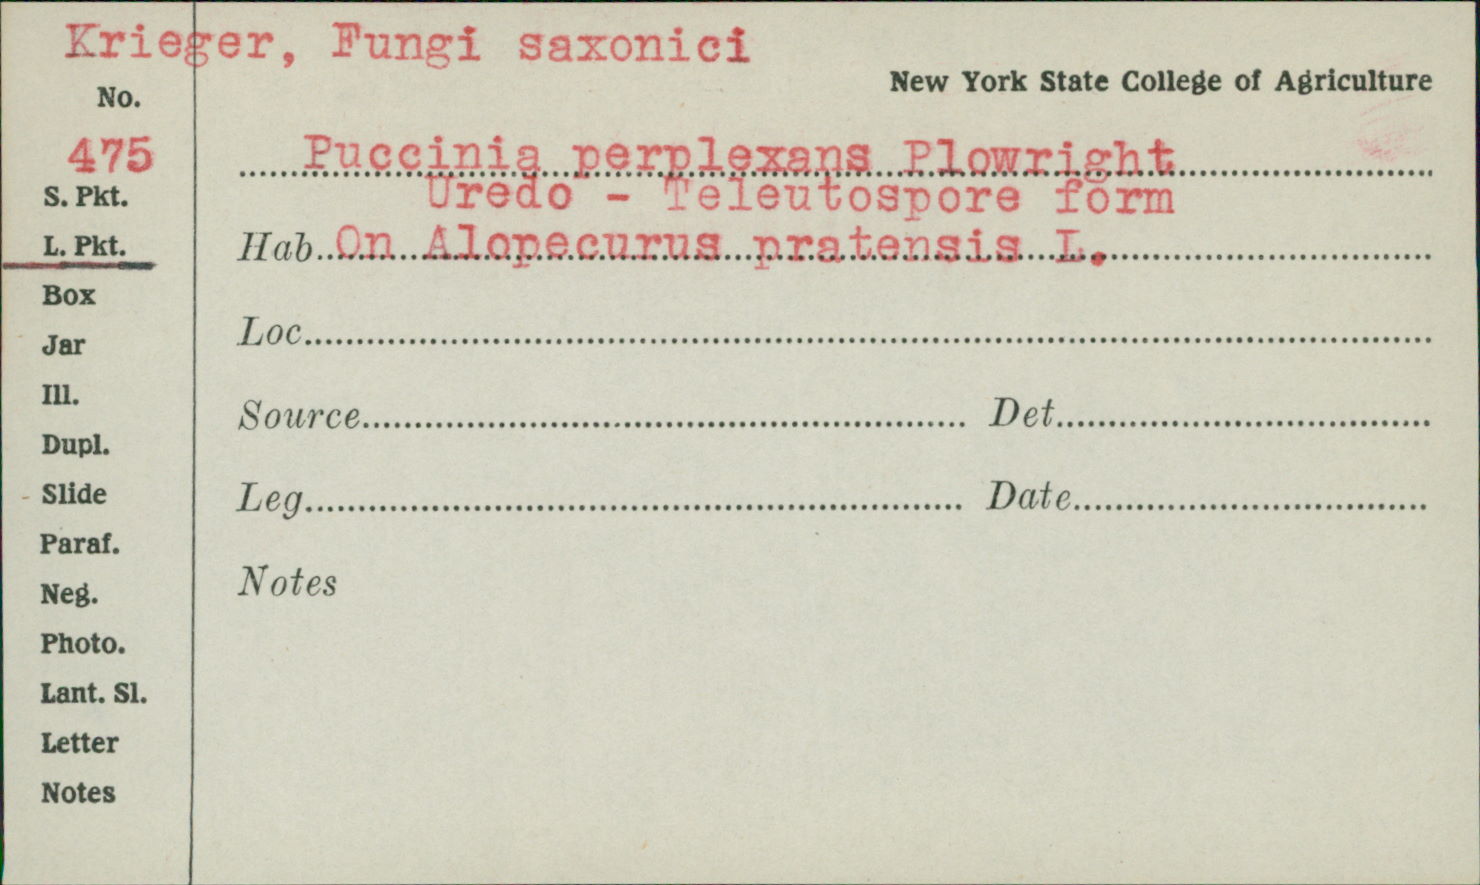 Krieger, Fungi saxonici
New York State College of Agriculture
No.
475
Puccinia perplexans Plowright
Uredo - Teleutospore form
S. Pkt.
L. Pkt.
Hab. On Alopecurus pratensis L.
Box
Loc.
Jar
Ill.
Source
Det.
Dupl.
Slide
Leg.
Date
Paraf.
Neg.
Notes
Photo.
Lant. Sl.
Letter
Notes